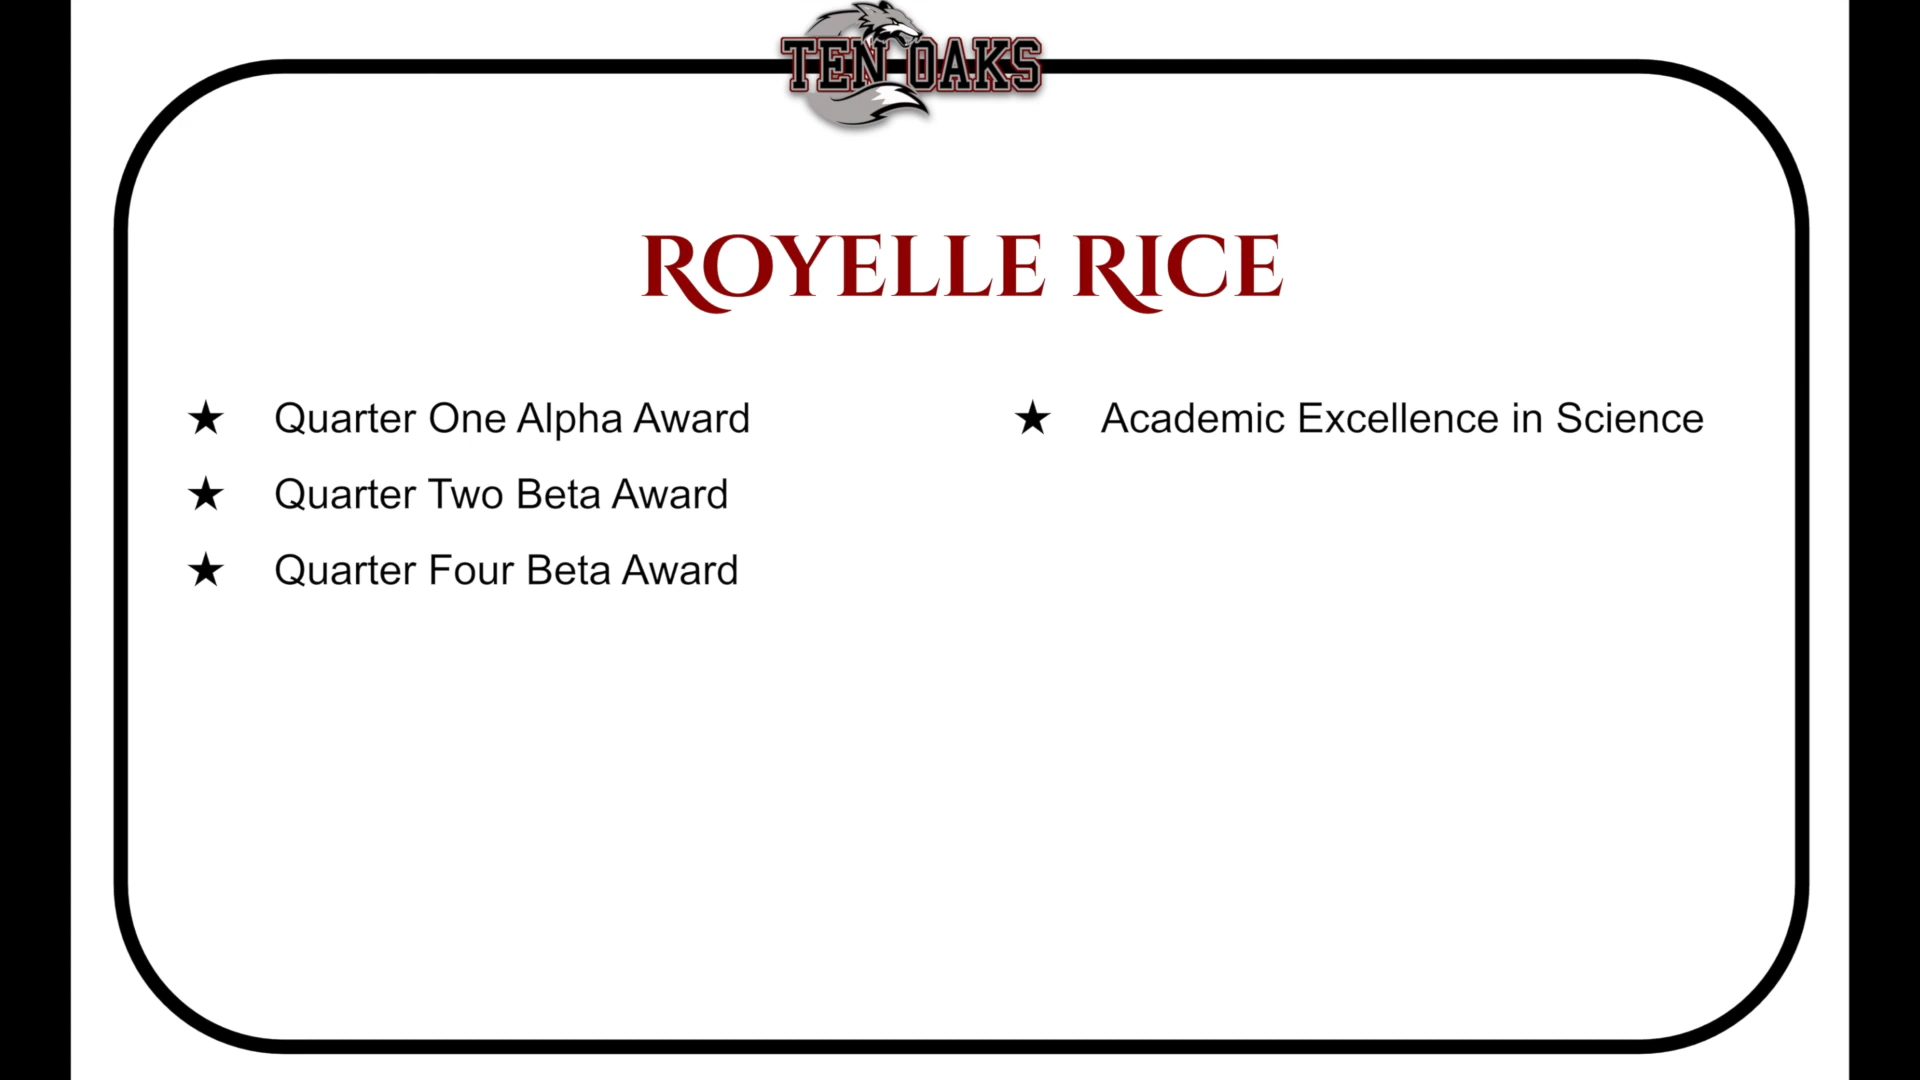 TEN OAKS
ROYELLE RICE
★ Quarter One Alpha Award
★ Quarter Two Beta Award
★ Quarter Four Beta Award
★ Academic Excellence in Science